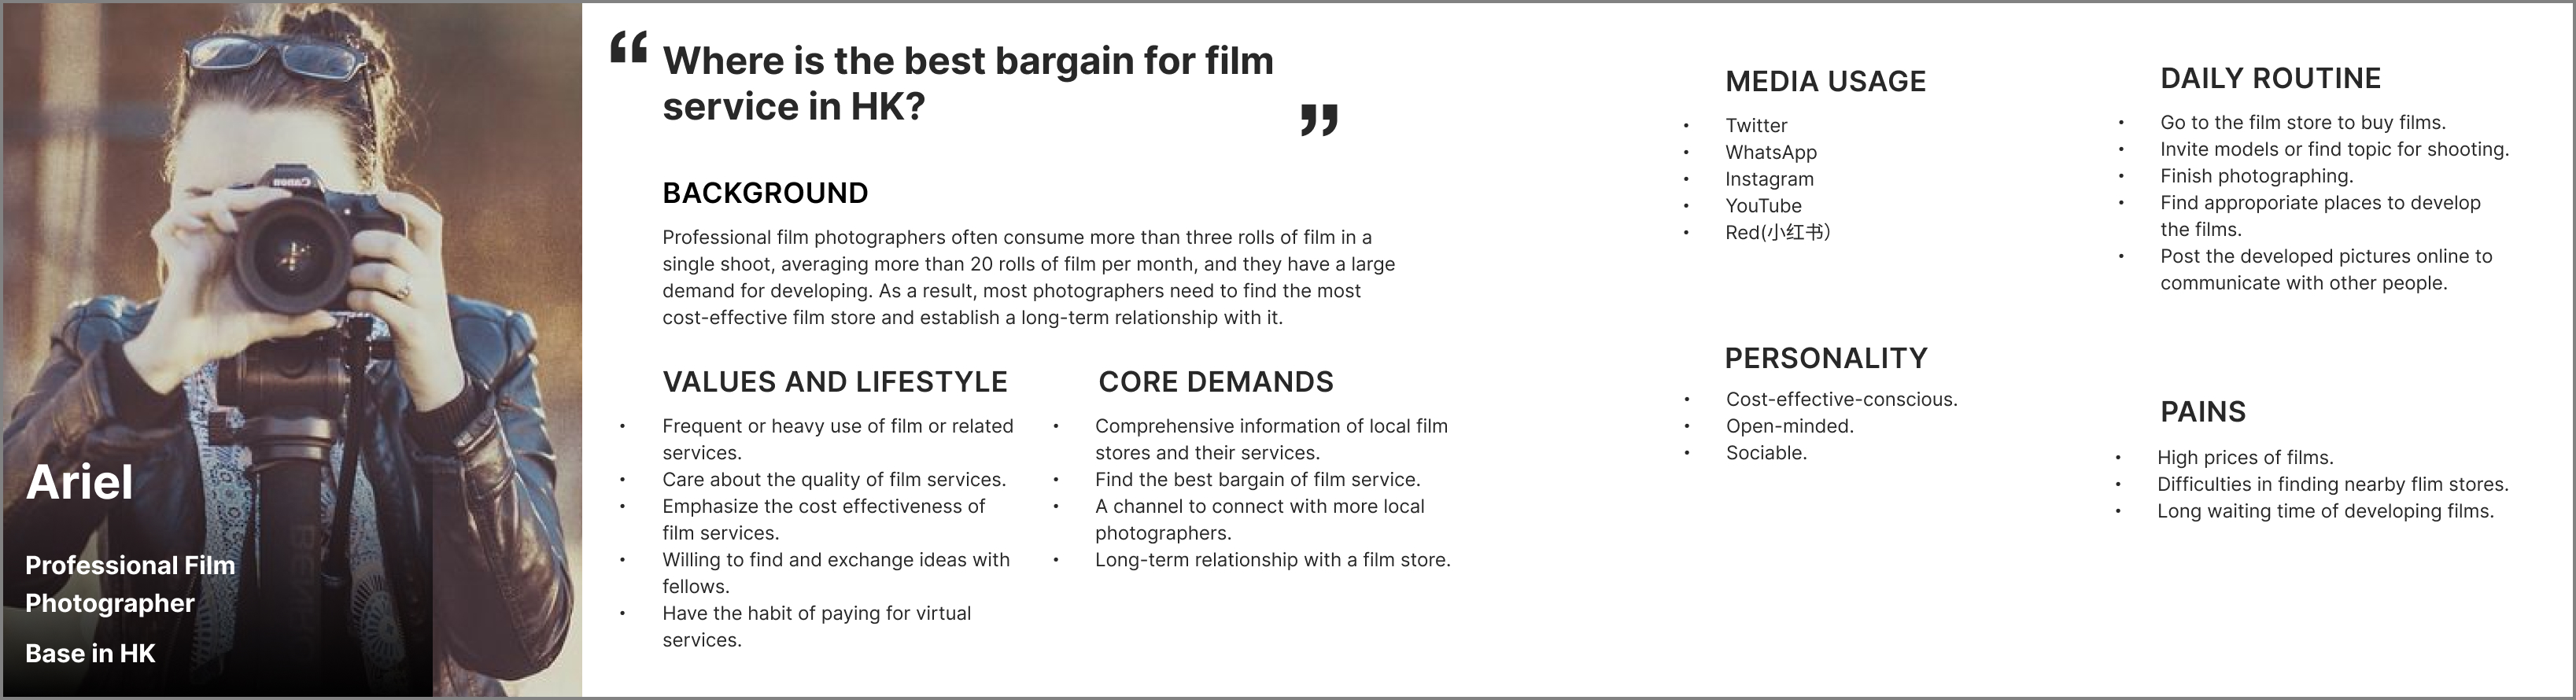 Canon
BENRO
Ariel
Professional Film
Photographer
Base in HK
“ Where is the best bargain for film
service in HK? ”
BACKGROUND
Professional film photographers often consume more than three rolls of film in a
single shoot, averaging more than 20 rolls of film per month, and they have a large
demand for developing. As a result, most photographers need to find the most
cost-effective film store and establish a long-term relationship with it.
VALUES AND LIFESTYLE
• Frequent or heavy use of film or related
services.
• Care about the quality of film services.
• Emphasize the cost effectiveness of
film services.
• Willing to find and exchange ideas with
fellows.
• Have the habit of paying for virtual
services.
CORE DEMANDS
• Comprehensive information of local film
stores and their services.
• Find the best bargain of film service.
• A channel to connect with more local
photographers.
• Long-term relationship with a film store.
MEDIA USAGE
• Twitter
• WhatsApp
• Instagram
• YouTube
• Red(小红书)
PERSONALITY
• Cost-effective-conscious.
• Open-minded.
• Sociable.
DAILY ROUTINE
• Go to the film store to buy films.
• Invite models or find topic for shooting.
• Finish photographing.
• Find approporiate places to develop
the films.
• Post the developed pictures online to
communicate with other people.
PAINS
• High prices of films.
• Difficulties in finding nearby flim stores.
• Long waiting time of developing films.